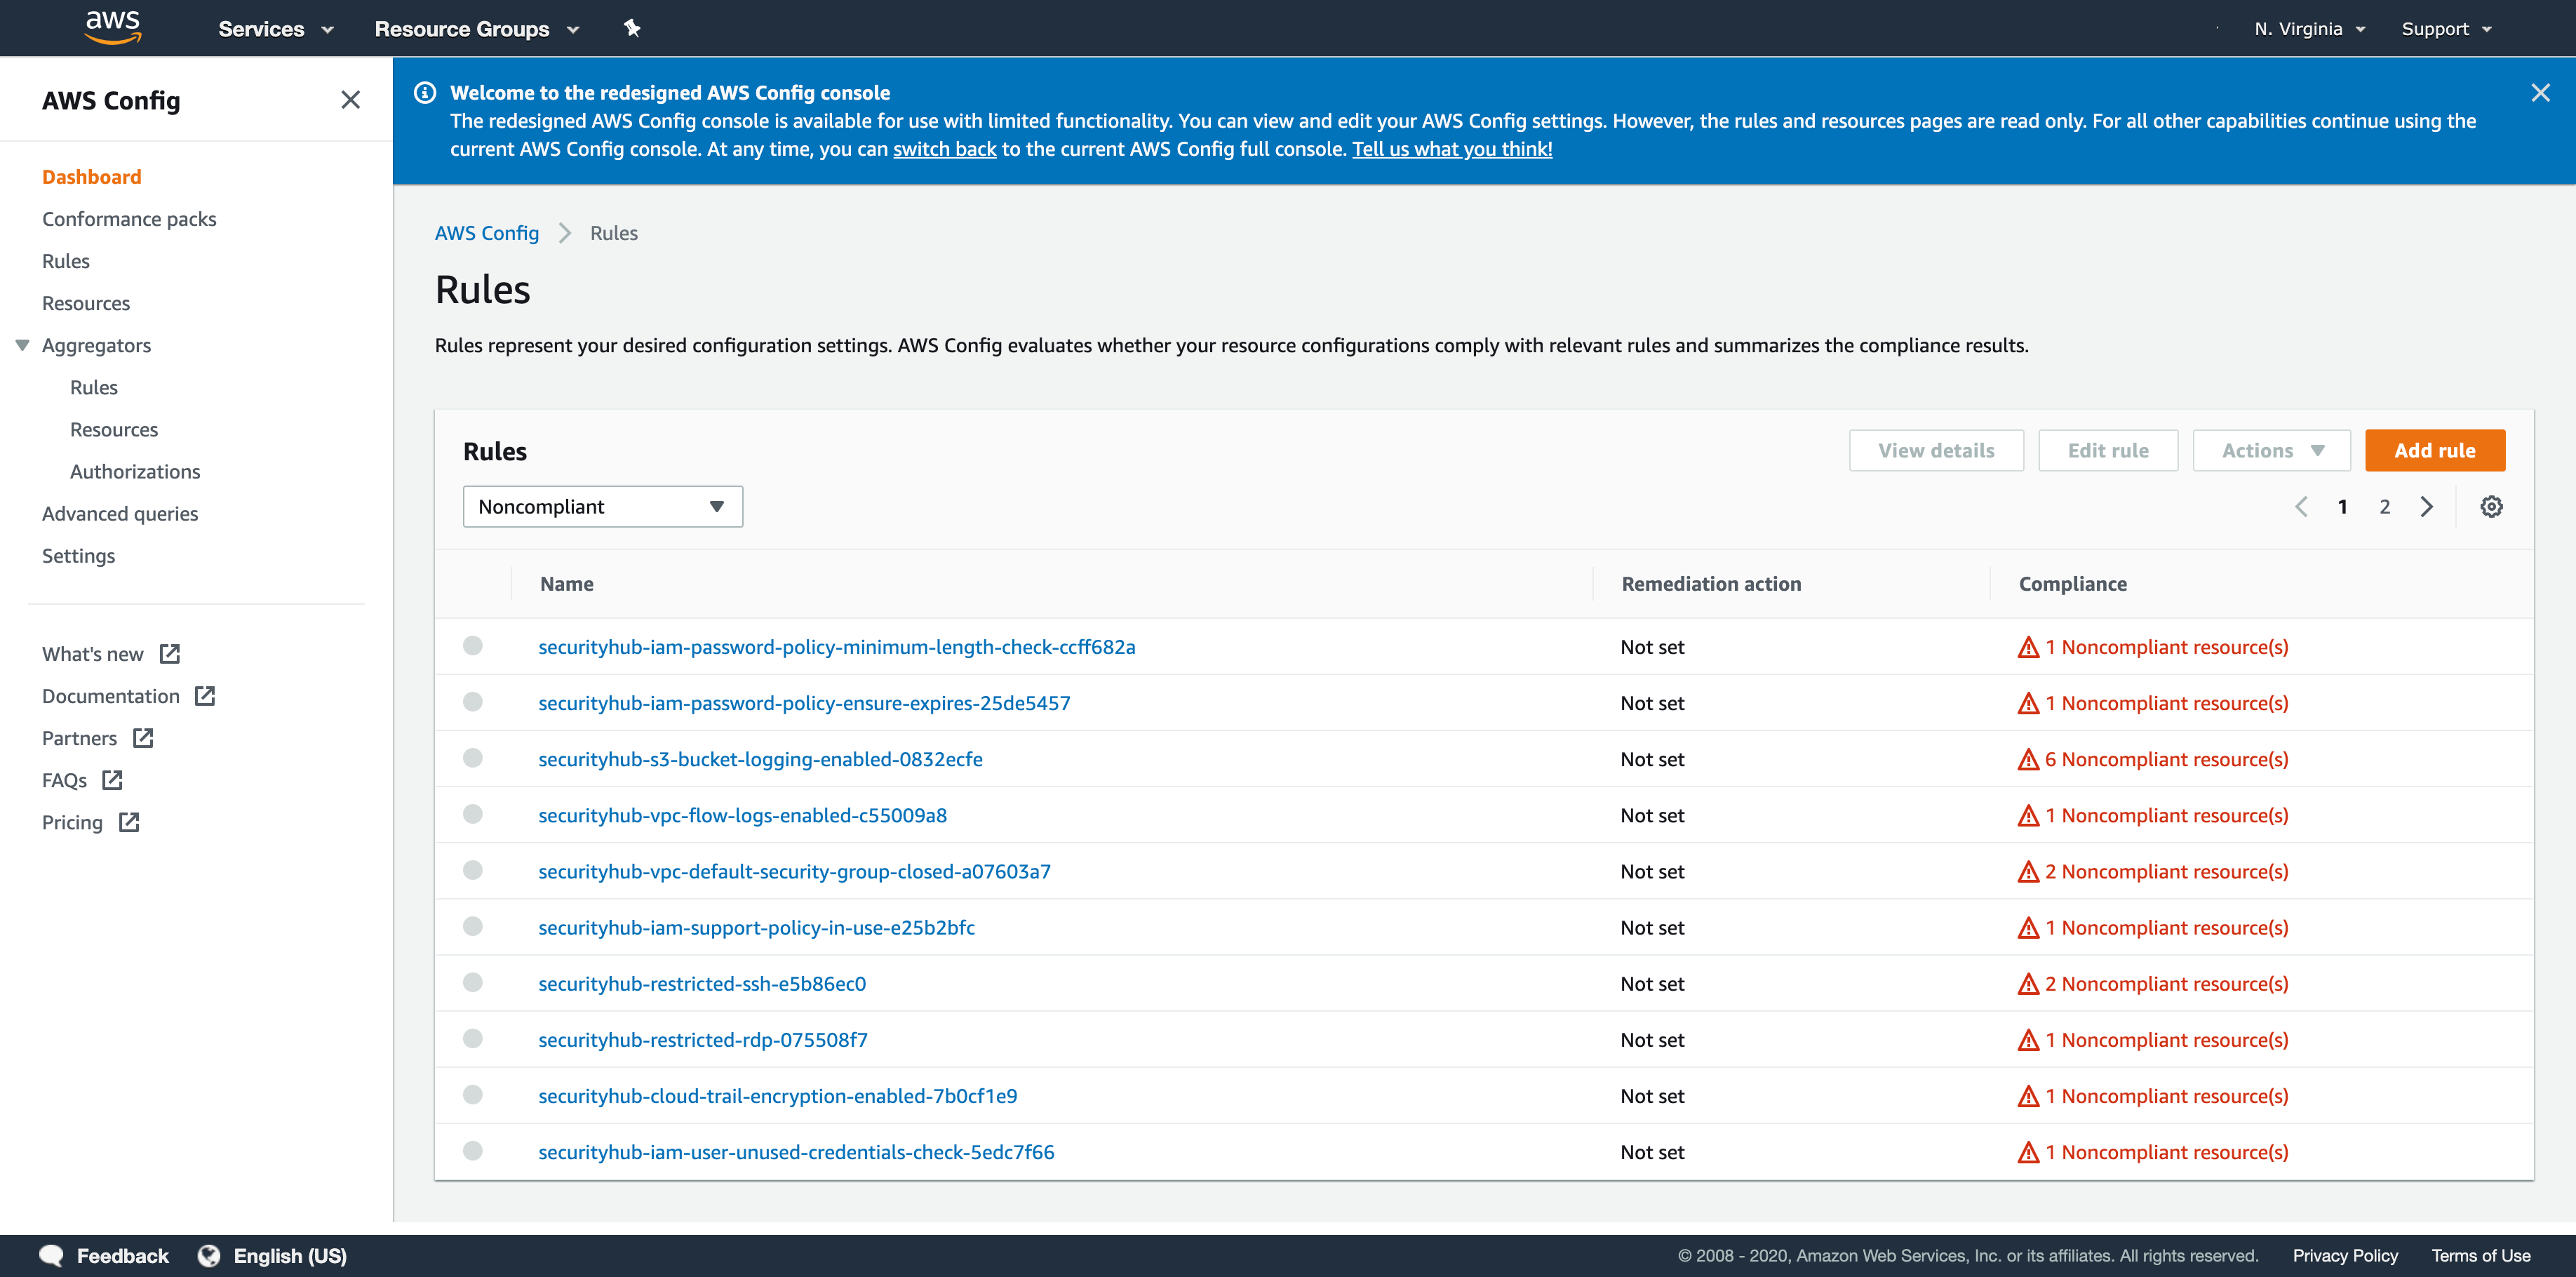 aws
Services
Resource Groups
N. Virginia
Support
AWS Config
Dashboard
Conformance packs
Rules
Resources
Aggregators
Rules
Resources
Authorizations
Advanced queries
Settings
What's new
Documentation
Partners
FAQs
Pricing
Welcome to the redesigned AWS Config console
The redesigned AWS Config console is available for use with limited functionality. You can view and edit your AWS Config settings. However, the rules and resources pages are read only. For all other capabilities continue using the
current AWS Config console. At any time, you can switch back to the current AWS Config full console. Tell us what you think!
AWS Config Rules
Rules
Rules represent your desired configuration settings. AWS Config evaluates whether your resource configurations comply with relevant rules and summarizes the compliance results.
Rules
View details
Edit rule
Actions
Add rule
Noncompliant
1 2
Name Remediation action Compliance
securityhub-iam-password-policy-minimum-length-check-ccff682a Not set 1 Noncompliant resource(s)
securityhub-iam-password-policy-ensure-expires-25de5457 Not set 1 Noncompliant resource(s)
securityhub-s3-bucket-logging-enabled-0832ecfe Not set 6 Noncompliant resource(s)
securityhub-vpc-flow-logs-enabled-c55009a8 Not set 1 Noncompliant resource(s)
securityhub-vpc-default-security-group-closed-a07603a7 Not set 2 Noncompliant resource(s)
securityhub-iam-support-policy-in-use-e25b2bfc Not set 1 Noncompliant resource(s)
securityhub-restricted-ssh-e5b86ec0 Not set 2 Noncompliant resource(s)
securityhub-restricted-rdp-075508f7 Not set 1 Noncompliant resource(s)
securityhub-cloud-trail-encryption-enabled-7b0cf1e9 Not set 1 Noncompliant resource(s)
securityhub-iam-user-unused-credentials-check-5edc7f66 Not set 1 Noncompliant resource(s)
Feedback
English (US)
© 2008 - 2020, Amazon Web Services, Inc. or its affiliates. All rights reserved.
Privacy Policy
Terms of Use